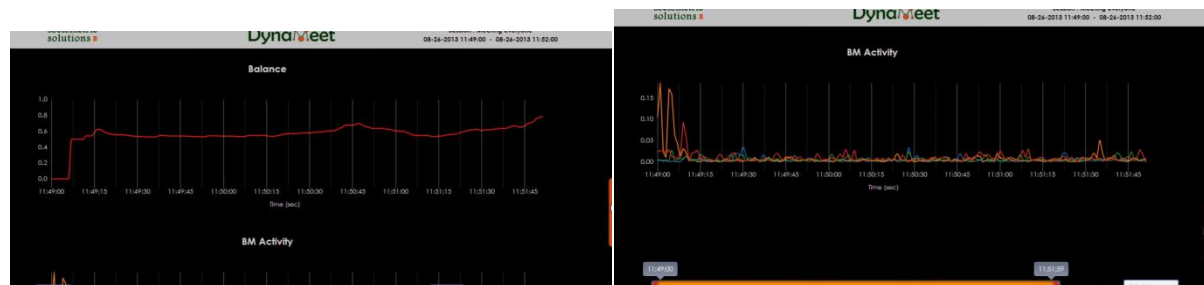 solutions
DynaMeet
08-26-2013 11:49:00 - 08-26-2013 11:52:00
Balance
1.0
0.8
0.6
0.4
0.2
0.0
11:49:00 11:49:15 11:49:30 11:49:45 11:50:00 11:50:15 11:50:30 11:50:45 11:51:00 11:51:15 11:51:30 11:51:45
Time (sec)
BM Activity
solutions
DynaMeet
08-26-2013 11:49:00 - 08-26-2013 11:52:00
BM Activity
0.15
0.10
0.05
0.00
11:49:00 11:49:15 11:49:30 11:49:45 11:50:00 11:50:15 11:50:30 11:50:45 11:51:00 11:51:15 11:51:30 11:51:45
Time (sec)
11:49:00 11:51:59